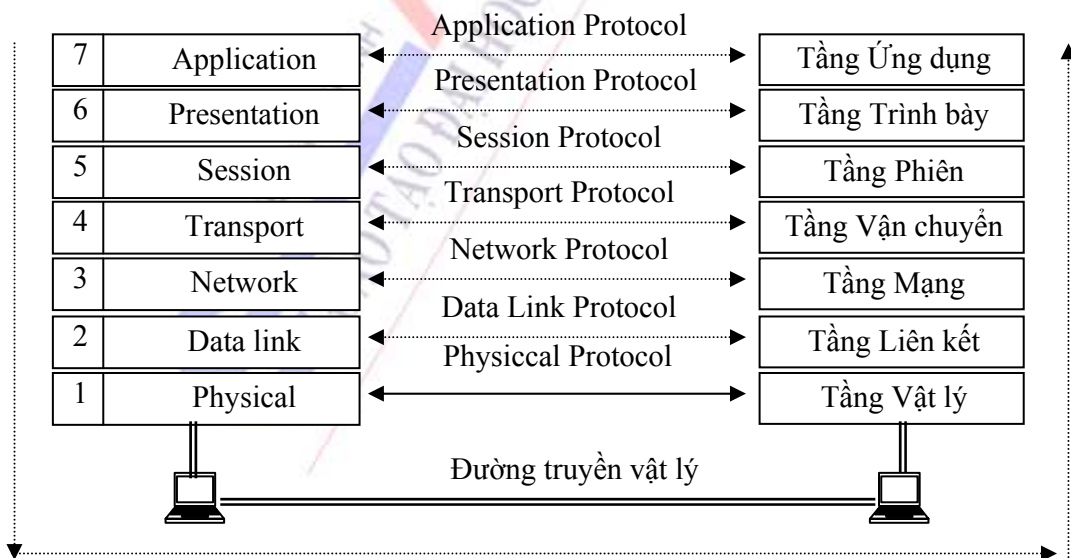 Application Protocol
7 Application Tầng Ứng dụng
Presentation Protocol
6 Presentation Tầng Trình bày
Session Protocol
5 Session Tầng Phiên
Transport Protocol
4 Transport Tầng Vận chuyển
Network Protocol
3 Network Tầng Mạng
Data Link Protocol
2 Data link Tầng Liên kết
Physiccal Protocol
1 Physical Tầng Vật lý
Đường truyền vật lý
TẠO ĐẠI